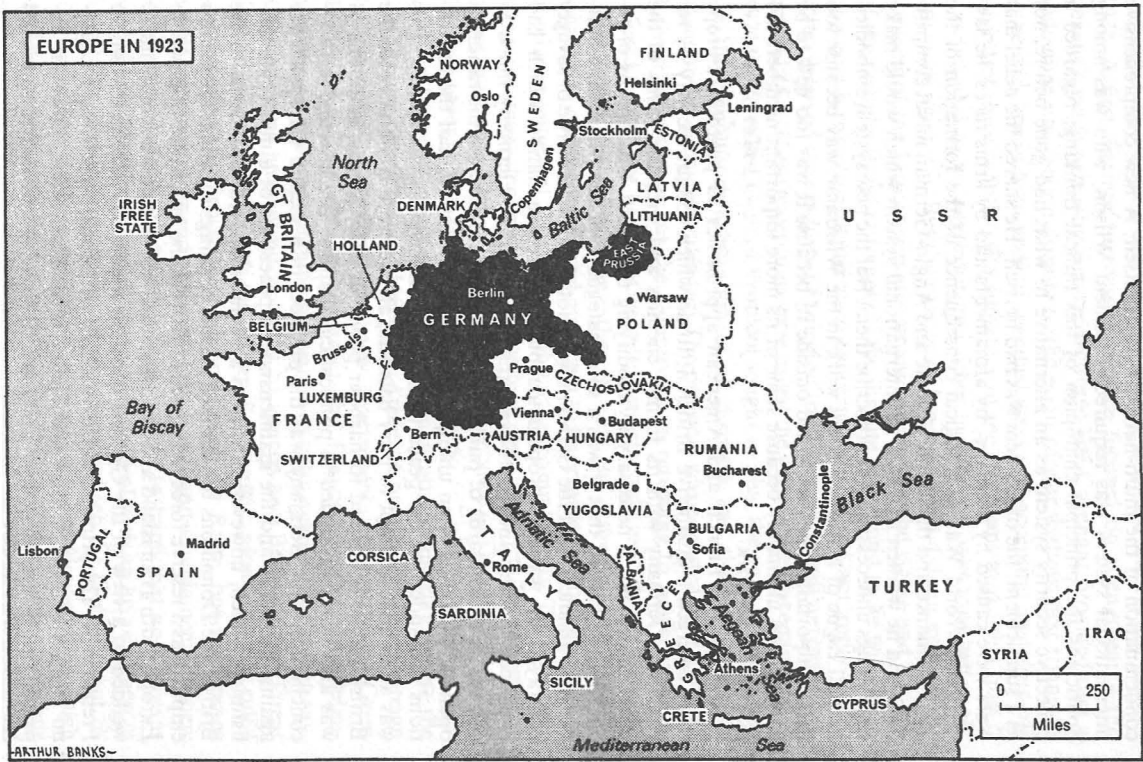 EUROPE IN 1923
NORWAY
Oslo
SWEDEN
FINLAND
Helsinki
Leningrad
Stockholm
ESTONIA
North
Sea
DENMARK
Copenhagen
Baltic Sea
LATVIA
LITHUANIA
EAST
PRUSSIA
U S S R
IRISH
FREE
STATE
GT BRITAIN
London
HOLLAND
BELGIUM
Brussels
Berlin
GERMANY
Warsaw
POLAND
Paris
LUXEMBURG
FRANCE
Prague
CZECHOSLOVAKIA
Bay of
Biscay
Bern
SWITZERLAND
Vienna
AUSTRIA
Budapest
HUNGARY
RUMANIA
Bucharest
Belgrade
YUGOSLAVIA
BULGARIA
Sofia
Black Sea
Constantinople
Adriatic Sea
ITALY
Rome
ALBANIA
GREECE
Aegean
Sea
Athens
TURKEY
Lisbon
PORTUGAL
Madrid
SPAIN
CORSICA
SARDINIA
SICILY
CRETE
CYPRUS
SYRIA
IRAQ
Mediterranean Sea
0 250
Miles
-ARTHUR BANKS~